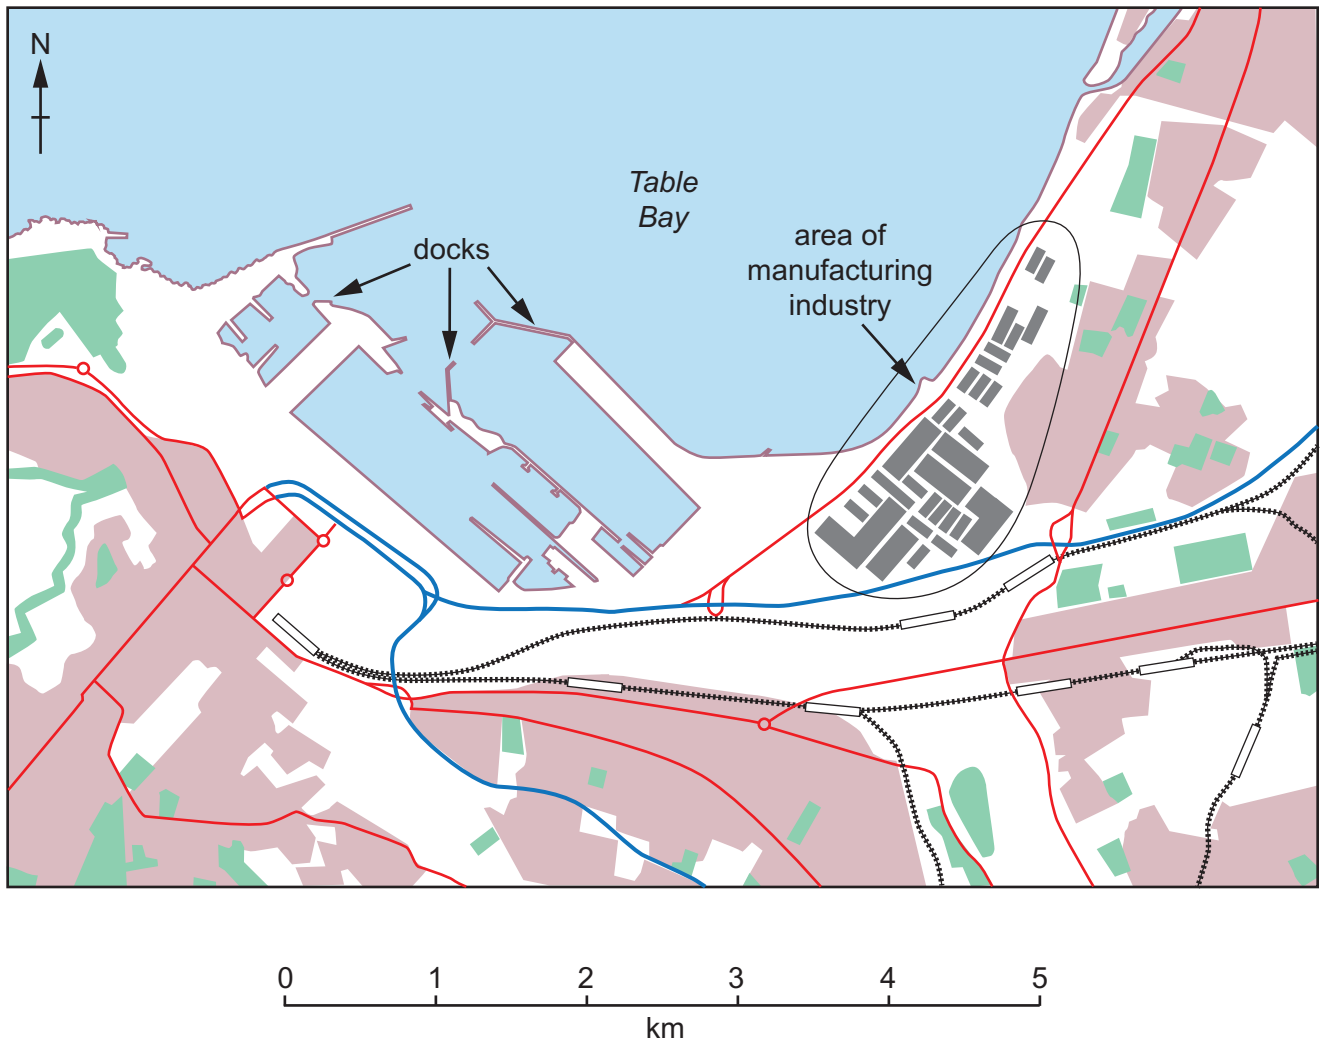 N
Table
Bay
docks
area of
manufacturing
industry
0 1 2 3 4 5
km